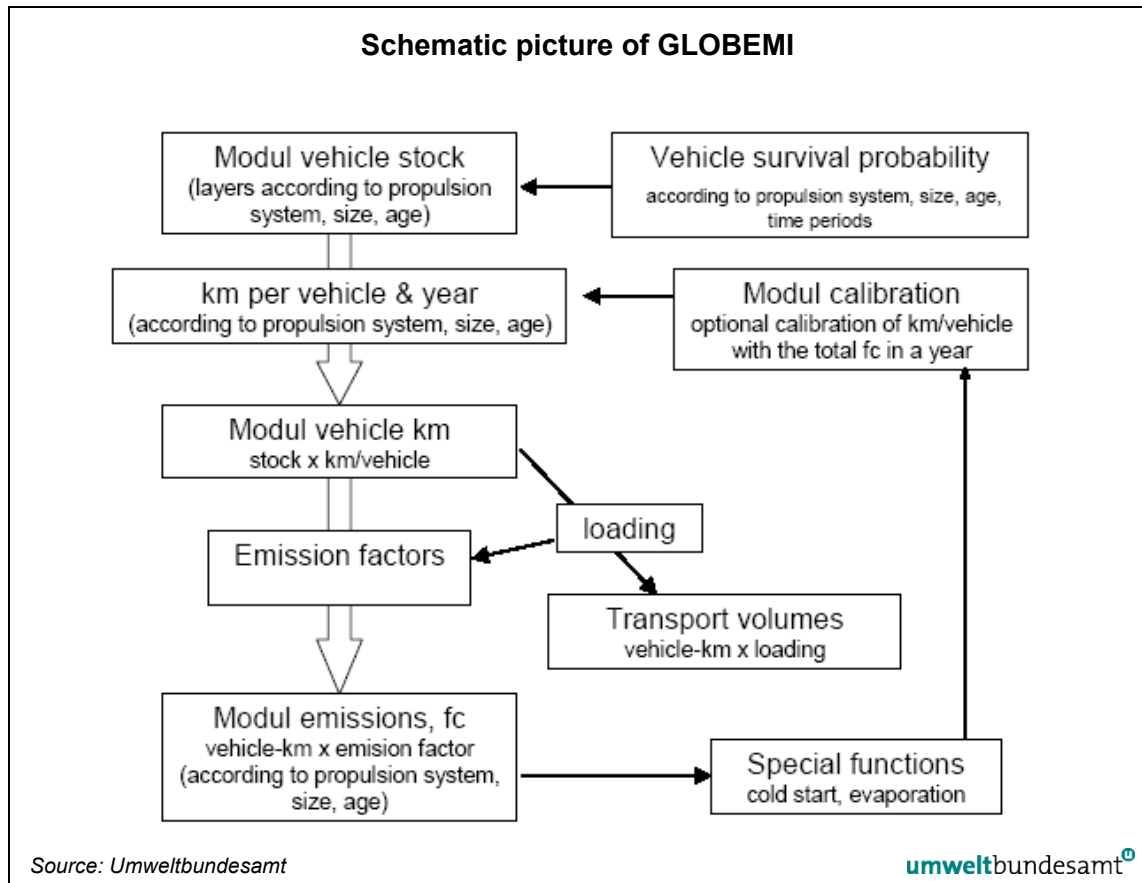 Schematic picture of GLOBEMI
Modul vehicle stock
(layers according to propulsion
system, size, age)
Vehicle survival probability
according to propulsion system, size, age,
time periods
km per vehicle & year
(according to propulsion system, size, age)
Modul calibration
optional calibration of km/vehicle
with the total fc in a year
Modul vehicle km
stock x km/vehicle
loading
Emission factors
Transport volumes
vehicle-km x loading
Modul emissions, fc
vehicle-km x emision factor
(according to propulsion system,
size, age)
Special functions
cold start, evaporation
Source: Umweltbundesamt
umweltbundesamt U